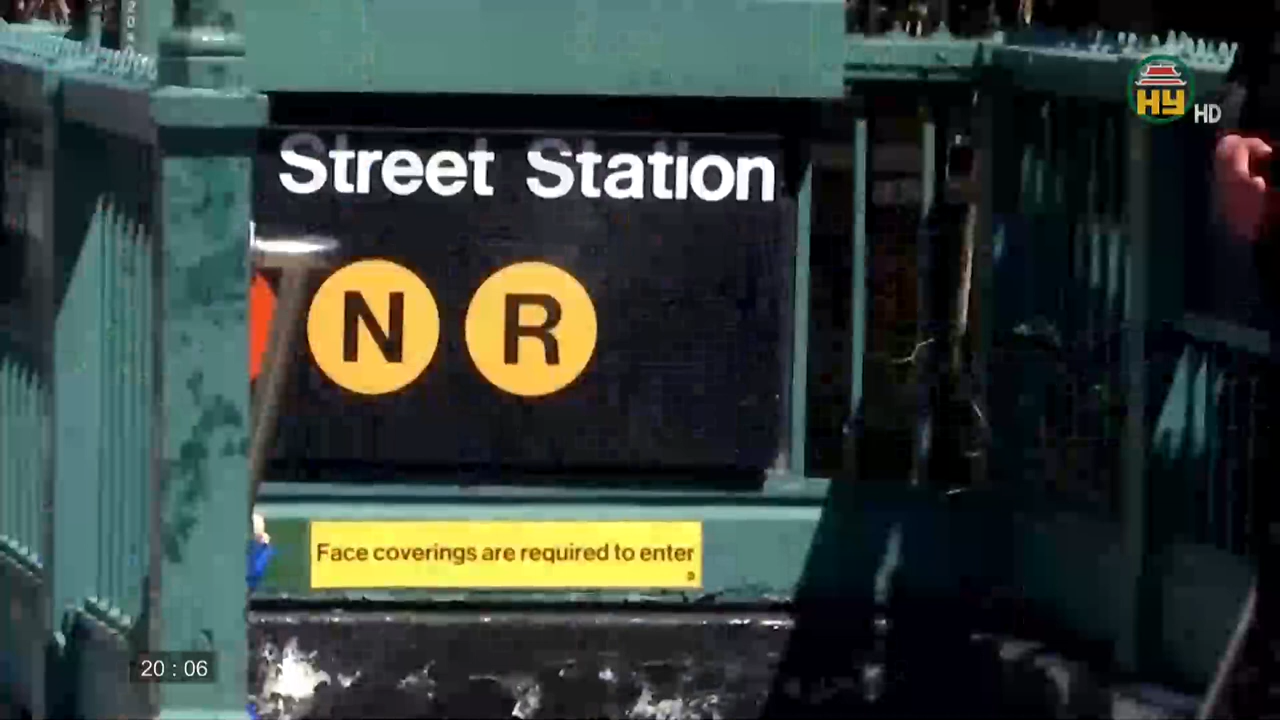 HY HD
Street Station
N R
Face coverings are required to enter
20 : 06